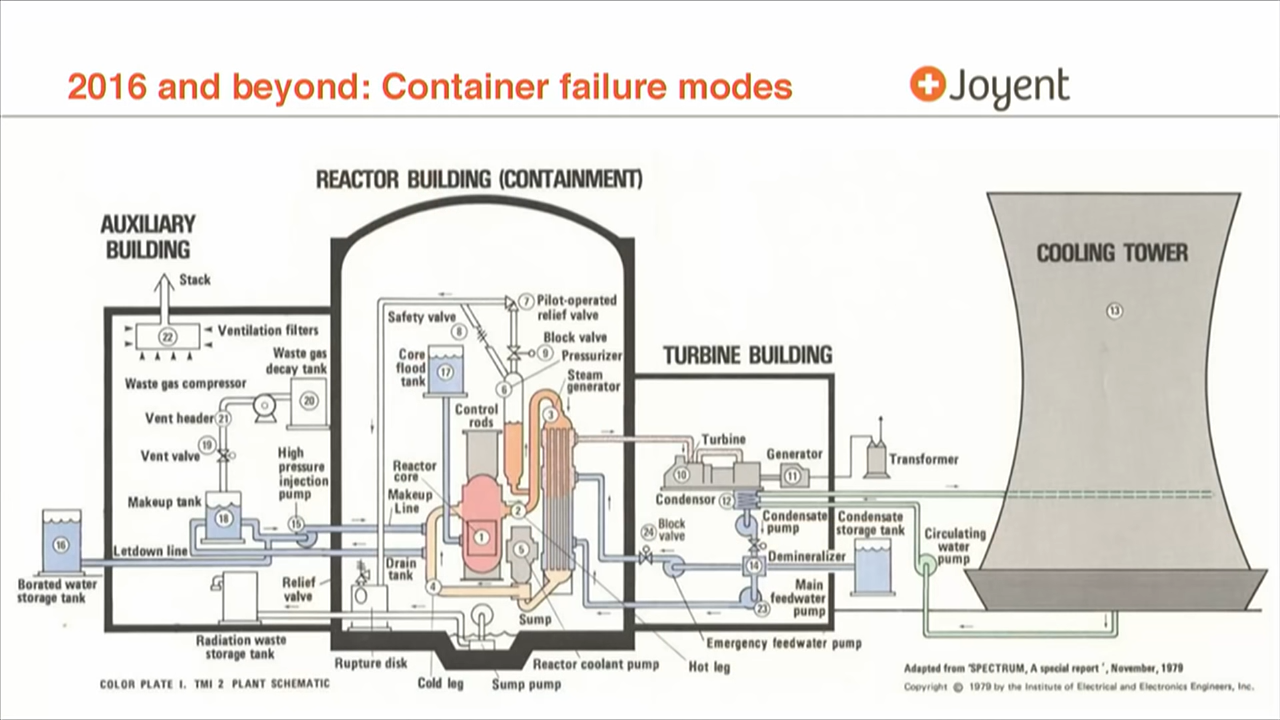 2016 and beyond: Container failure modes
Joyent
REACTOR BUILDING (CONTAINMENT)
AUXILIARY
BUILDING
COOLING TOWER
13
TURBINE BUILDING
Stack
22
Ventilation filters
Waste gas
decay tank
20
Waste gas compressor
Vent header
21
19
Vent valve
High
pressure
injection
pump
15
Makeup tank
18
16
Letdown line
Borated water
storage tank
Relief
valve
Radiation waste
storage tank
7
Pilot-operated
relief valve
Safety valve
8
Block valve
9
Pressurizer
6
Core
flood
tank
17
Steam
generator
3
Control
rods
Reactor
core
Makeup
Line
2
1
5
Drain
tank
4
Sump
Rupture disk
Cold leg
Sump pump
Reactor coolant pump
Hot leg
Emergency feedwater pump
Turbine
10
Generator
11
Transformer
Condensor
12
Condensate
pump
Condensate
storage tank
Circulating
water
pump
24
Block
valve
14
Demineralizer
Main
feedwater
pump
23
COLOR PLATE I. TMI 2 PLANT SCHEMATIC
Adapted from 'SPECTRUM, A special report', November, 1979
Copyright © 1979 by the Institute of Electrical and Electronics Engineers, Inc.